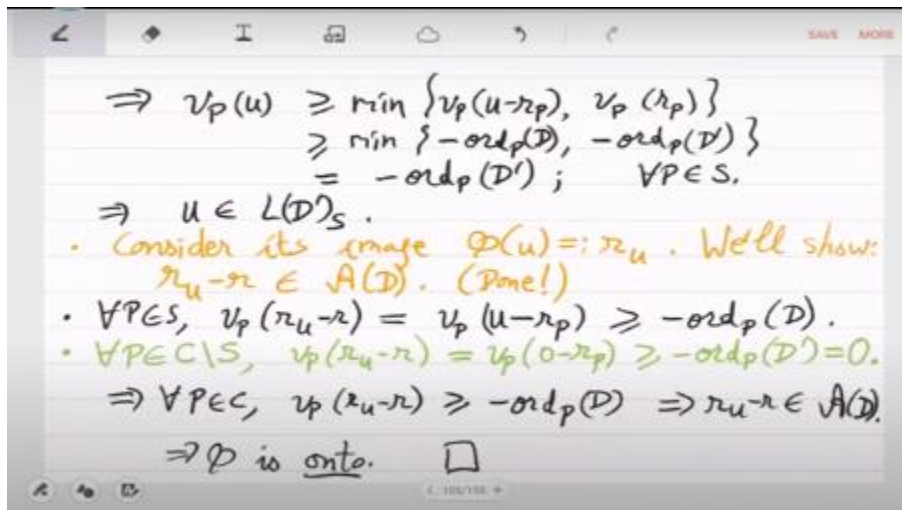 SAVE MORE
⇒ v_P(u) ≥ min {v_P(u-r_P), v_P(r_P)}
≥ min {-ord_P(D), -ord_P(D')}
= -ord_P(D') ; ∀P∈S.
⇒ u ∈ L(D')_S .
· Consider its image φ(u) =: r_u . We'll show:
r_u-r ∈ A(D). (Done!)
· ∀P∈S, v_P(r_u-r) = v_P(u-r_P) ≥ -ord_P(D).
· ∀P∈C\S, v_P(r_u-r) = v_P(0-r_P) ≥ -ord_P(D')=0.
⇒ ∀P∈C, v_P(r_u-r) ≥ -ord_P(D) ⇒ r_u-r ∈ A(D).
⇒ φ is onto. □